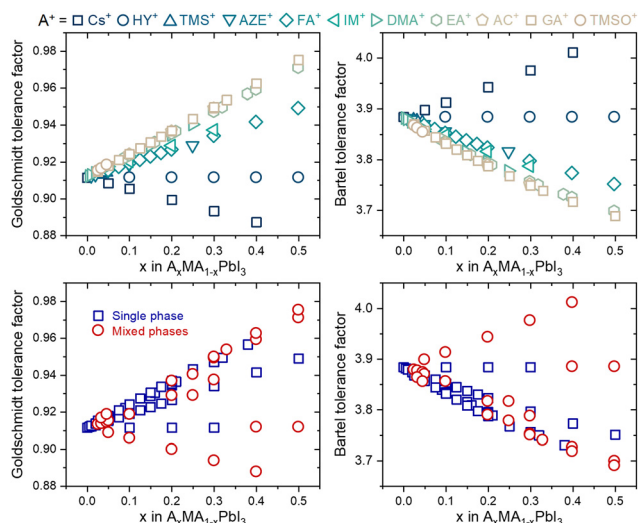 A⁺ = Cs⁺ HY⁺ TMS⁺ AZE⁺ FA⁺ IM⁺ DMA⁺ EA⁺ AC⁺ GA⁺ TMSO⁺
Goldschmidt tolerance factor
1.00
0.96
0.92
0.88
0.0 0.1 0.2 0.3 0.4 0.5
x in AₓMA₁₋ₓPbI₃
Bartel tolerance factor
4.0
3.9
3.8
3.7
0.0 0.1 0.2 0.3 0.4 0.5
x in AₓMA₁₋ₓPbI₃
Goldschmidt tolerance factor
0.98
0.96
0.94
0.92
0.90
0.88
Single phase
Mixed phases
0.0 0.1 0.2 0.3 0.4 0.5
x in AₓMA₁₋ₓPbI₃
Bartel tolerance factor
4.0
3.9
3.8
3.7
0.0 0.1 0.2 0.3 0.4 0.5
x in AₓMA₁₋ₓPbI₃